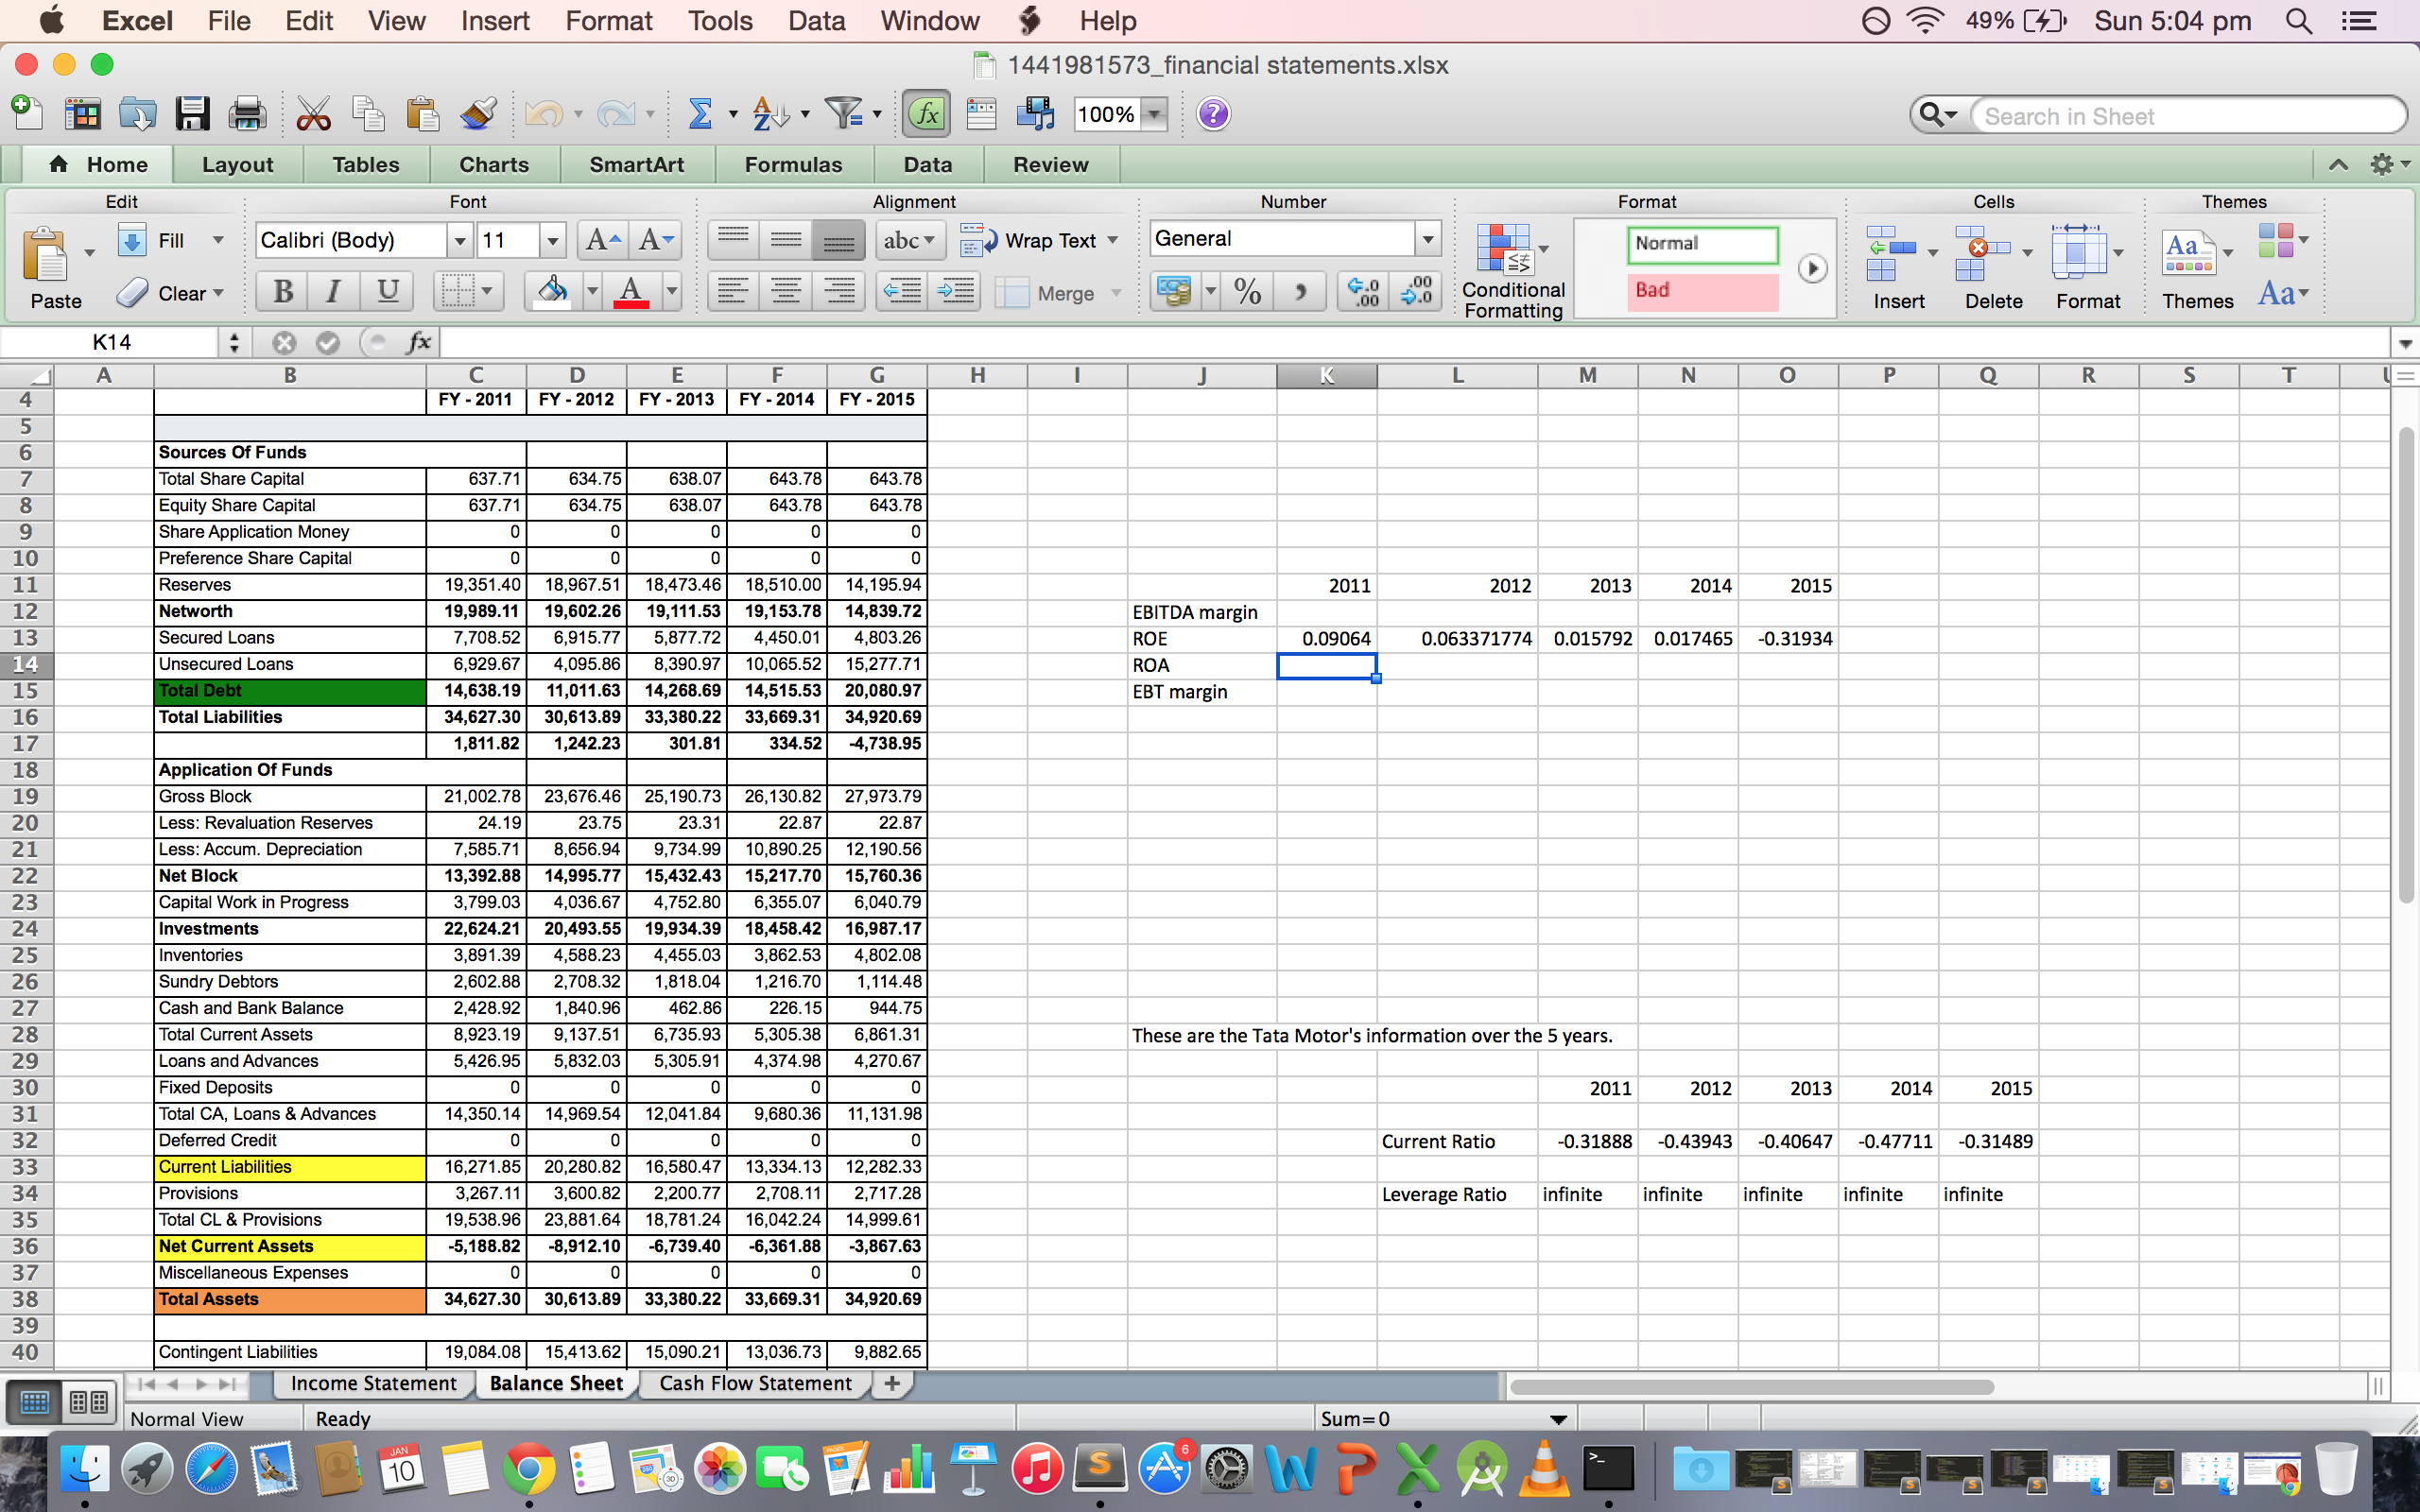 Excel File Edit View Insert Format Tools Data Window Help 49% Sun 5:04 pm
1441981573_financial statements.xlsx
100% Search in Sheet
Home Layout Tables Charts SmartArt Formulas Data Review
Edit Font Alignment Number Format Cells Themes
Fill Calibri (Body) 11 A A abc Wrap Text General Normal Aa
Paste Clear B I U A Merge % Conditional Formatting Bad Insert Delete Format Themes Aa
K14 fx
A B C D E F G H I J K L M N O P Q R S T
4 FY - 2011 FY - 2012 FY - 2013 FY - 2014 FY - 2015
5
6 Sources Of Funds
7 Total Share Capital 637.71 634.75 638.07 643.78 643.78
8 Equity Share Capital 637.71 634.75 638.07 643.78 643.78
9 Share Application Money 0 0 0 0 0
10 Preference Share Capital 0 0 0 0 0
11 Reserves 19,351.40 18,967.51 18,473.46 18,510.00 14,195.94 2011 2012 2013 2014 2015
12 Networth 19,989.11 19,602.26 19,111.53 19,153.78 14,839.72 EBITDA margin
13 Secured Loans 7,708.52 6,915.77 5,877.72 4,450.01 4,803.26 ROE 0.09064 0.063371774 0.015792 0.017465 -0.31934
14 Unsecured Loans 6,929.67 4,095.86 8,390.97 10,065.52 15,277.71 ROA
15 Total Debt 14,638.19 11,011.63 14,268.69 14,515.53 20,080.97 EBT margin
16 Total Liabilities 34,627.30 30,613.89 33,380.22 33,669.31 34,920.69
17 1,811.82 1,242.23 301.81 334.52 -4,738.95
18 Application Of Funds
19 Gross Block 21,002.78 23,676.46 25,190.73 26,130.82 27,973.79
20 Less: Revaluation Reserves 24.19 23.75 23.31 22.87 22.87
21 Less: Accum. Depreciation 7,585.71 8,656.94 9,734.99 10,890.25 12,190.56
22 Net Block 13,392.88 14,995.77 15,432.43 15,217.70 15,760.36
23 Capital Work in Progress 3,799.03 4,036.67 4,752.80 6,355.07 6,040.79
24 Investments 22,624.21 20,493.55 19,934.39 18,458.42 16,987.17
25 Inventories 3,891.39 4,588.23 4,455.03 3,862.53 4,802.08
26 Sundry Debtors 2,602.88 2,708.32 1,818.04 1,216.70 1,114.48
27 Cash and Bank Balance 2,428.92 1,840.96 462.86 226.15 944.75
28 Total Current Assets 8,923.19 9,137.51 6,735.93 5,305.38 6,861.31 These are the Tata Motor's information over the 5 years.
29 Loans and Advances 5,426.95 5,832.03 5,305.91 4,374.98 4,270.67
30 Fixed Deposits 0 0 0 0 0 2011 2012 2013 2014 2015
31 Total CA, Loans & Advances 14,350.14 14,969.54 12,041.84 9,680.36 11,131.98
32 Deferred Credit 0 0 0 0 0 Current Ratio -0.31888 -0.43943 -0.40647 -0.47711 -0.31489
33 Current Liabilities 16,271.85 20,280.82 16,580.47 13,334.13 12,282.33
34 Provisions 3,267.11 3,600.82 2,200.77 2,708.11 2,717.28 Leverage Ratio infinite infinite infinite infinite infinite
35 Total CL & Provisions 19,538.96 23,881.64 18,781.24 16,042.24 14,999.61
36 Net Current Assets -5,188.82 -8,912.10 -6,739.40 -6,361.88 -3,867.63
37 Miscellaneous Expenses 0 0 0 0 0
38 Total Assets 34,627.30 30,613.89 33,380.22 33,669.31 34,920.69
39
40 Contingent Liabilities 19,084.08 15,413.62 15,090.21 13,036.73 9,882.65
Income Statement Balance Sheet Cash Flow Statement +
Normal View Ready Sum=0
JAN 10 6